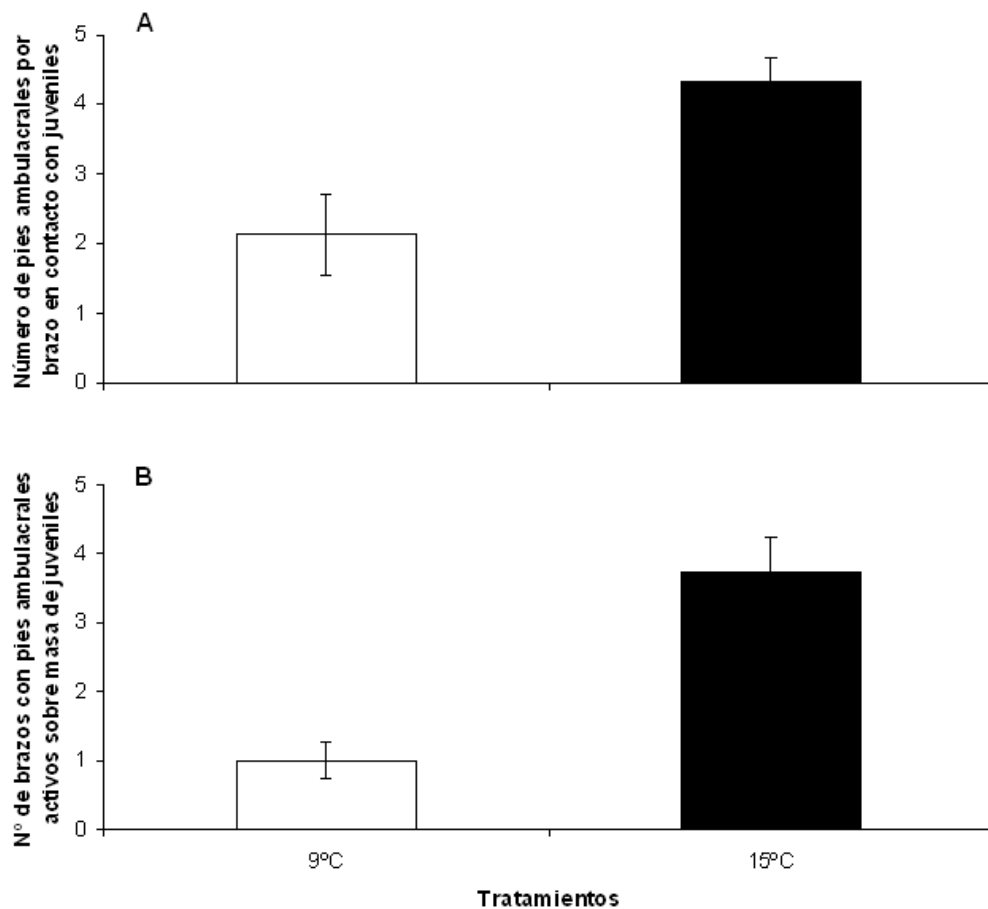 A
Número de pies ambulacrales por
brazo en contacto con juveniles
5
4
3
2
1
0
B
N° de brazos con pies ambulacrales
activos sobre masa de juveniles
5
4
3
2
1
0
9ºC
15ºC
Tratamientos